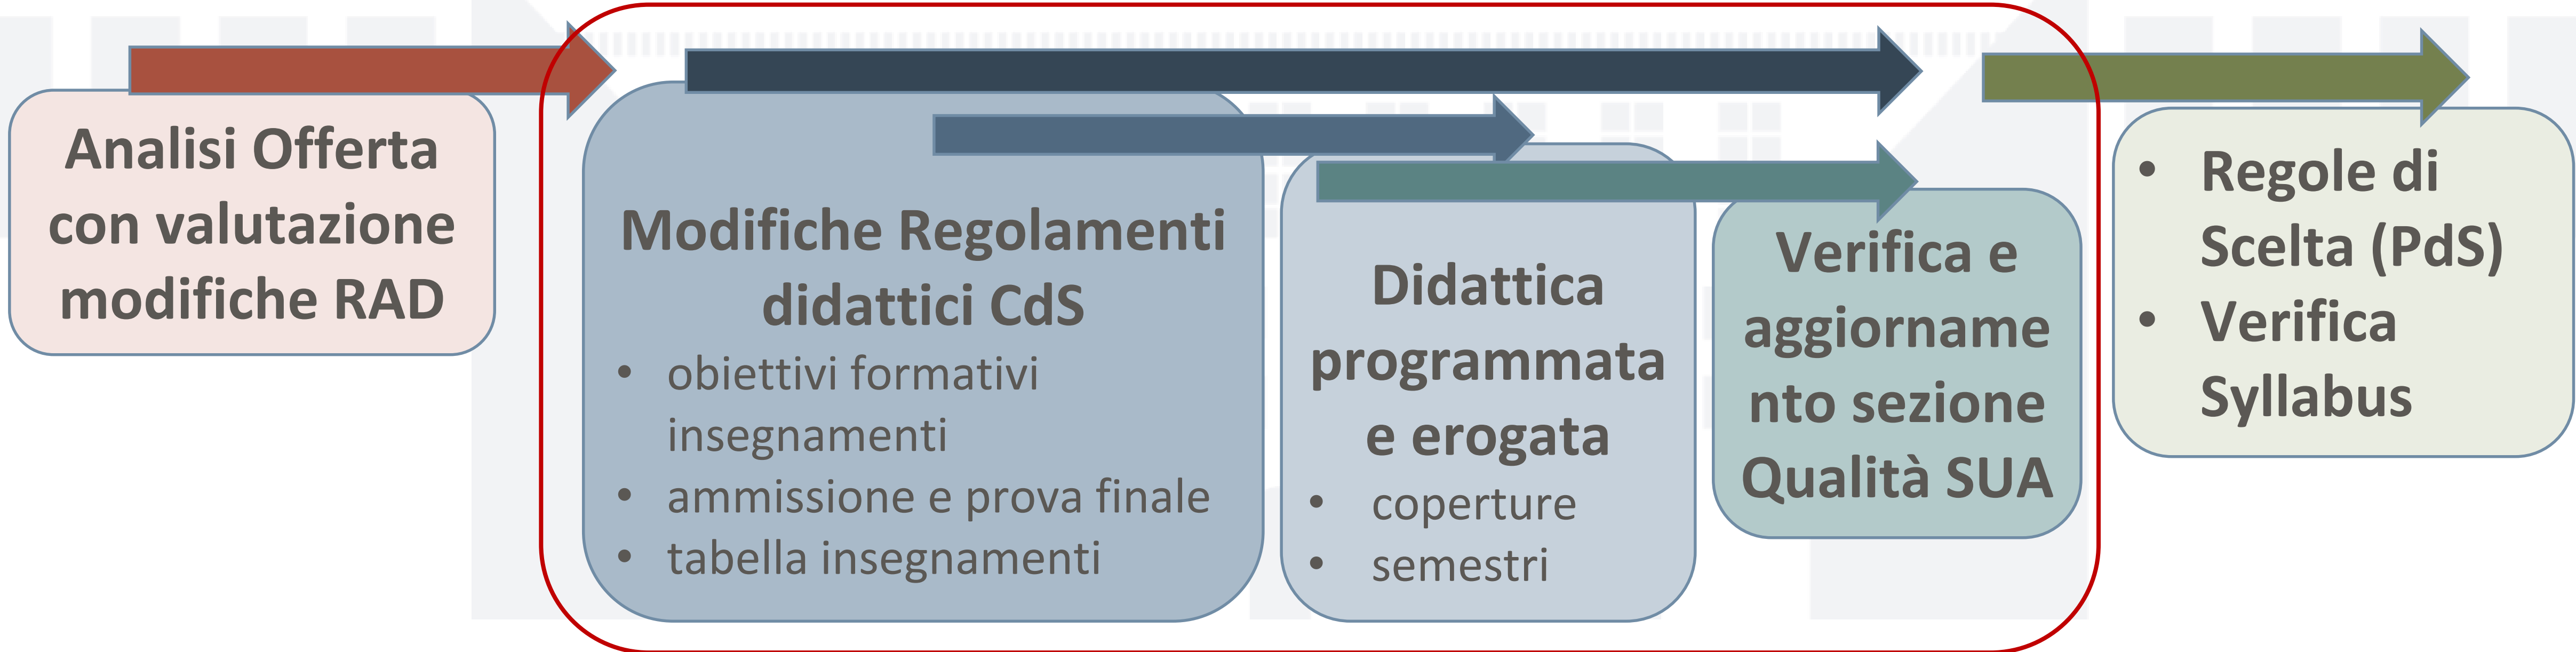 Analisi Offerta
con valutazione
modifiche RAD
Modifiche Regolamenti
didattici CdS
• obiettivi formativi
insegnamenti
• ammissione e prova finale
• tabella insegnamenti
Didattica
programmata
e erogata
• coperture
• semestri
Verifica e
aggiorname
nto sezione
Qualità SUA
• Regole di
Scelta (PdS)
• Verifica
Syllabus